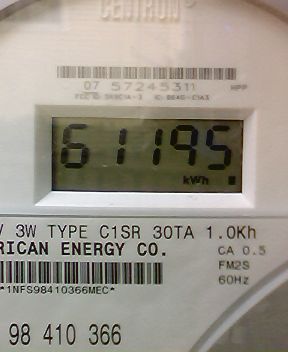 CENTRON
07 57245311 HPP
61195
kWh
V 3W TYPE C1SR 30TA 1.0Kh
RICAN ENERGY CO. CA 0.5
FM2S
*1NFS98410366MEC* 60Hz
98 410 366